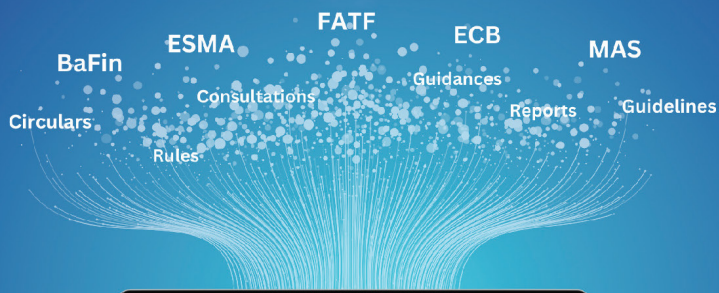 FATF
ESMA
ECB
BaFin
MAS
Guidances
Consultations
Reports
Guidelines
Circulars
Rules